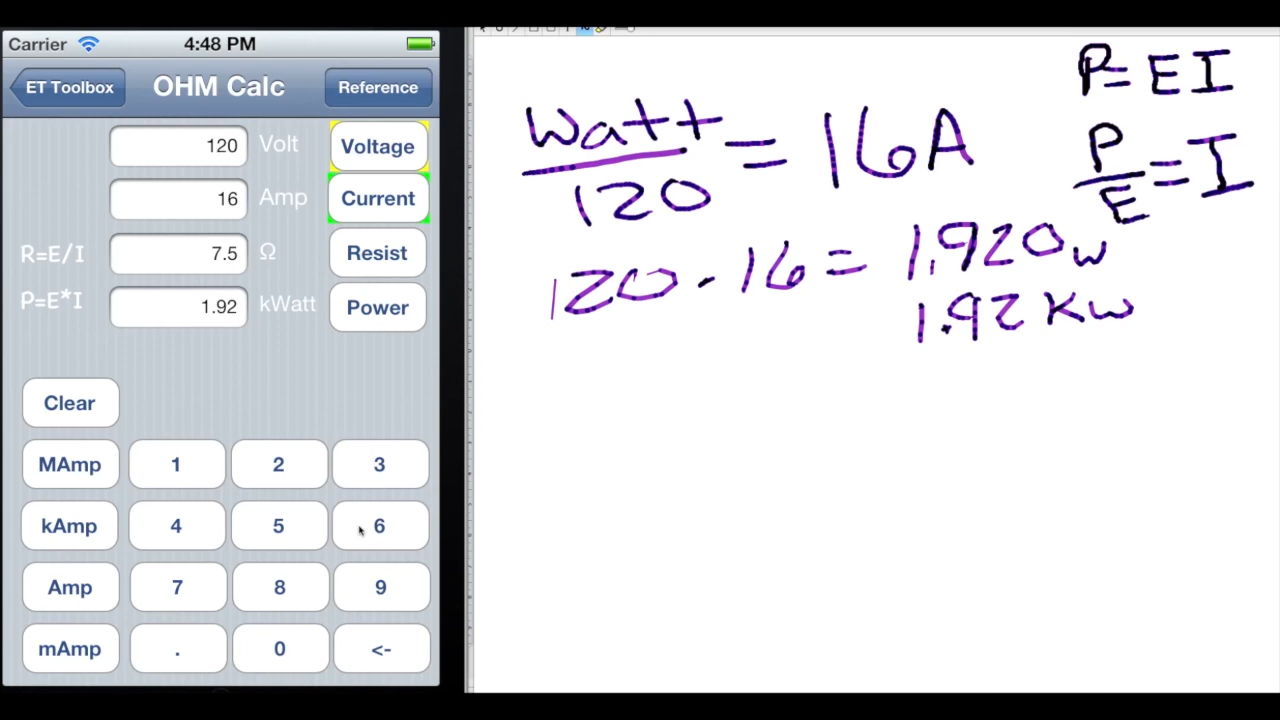 Carrier 4:48 PM
ET Toolbox OHM Calc Reference
120 Volt Voltage
16 Amp Current
R=E/I 7.5 Ω Resist
P=E*I 1.92 kWatt Power
Clear
MAmp 1 2 3
kAmp 4 5 6
Amp 7 8 9
mAmp . 0 <-
P=EI
Watt/120 = 16A
P/E = I
120 · 16 = 1,920w
1.92 Kw